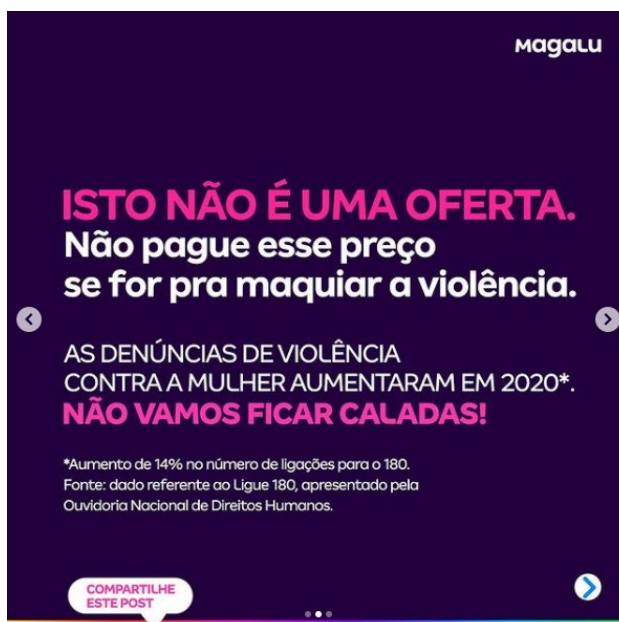 Magalu
ISTO NÃO É UMA OFERTA.
Não pague esse preço
se for pra maquiar a violência.
AS DENÚNCIAS DE VIOLÊNCIA
CONTRA A MULHER AUMENTARAM EM 2020*.
NÃO VAMOS FICAR CALADAS!
*Aumento de 14% no número de ligações para o 180.
Fonte: dado referente ao Ligue 180, apresentado pela
Ouvidoria Nacional de Direitos Humanos.
COMPARTILHE
ESTE POST